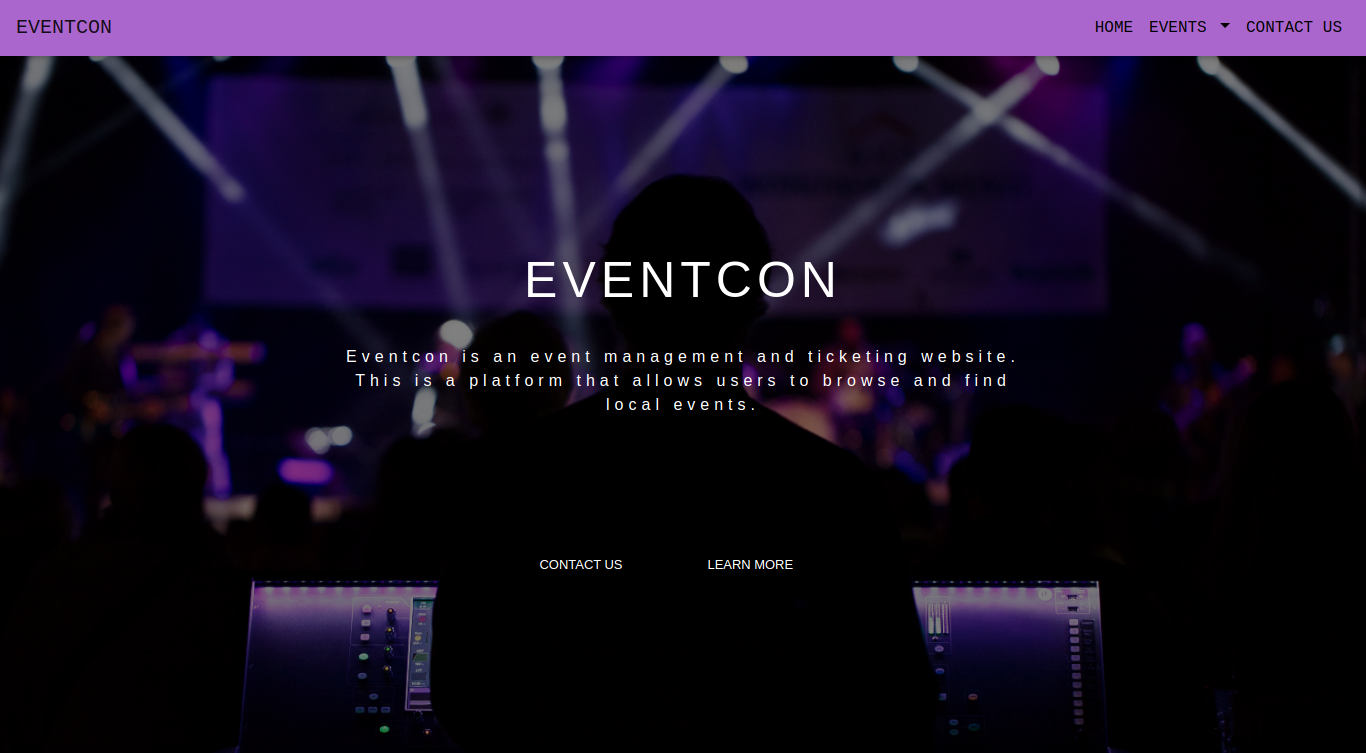 EVENTCON
HOME EVENTS CONTACT US
EVENTCON
Eventcon is an event management and ticketing website.
This is a platform that allows users to browse and find
local events.
CONTACT US LEARN MORE